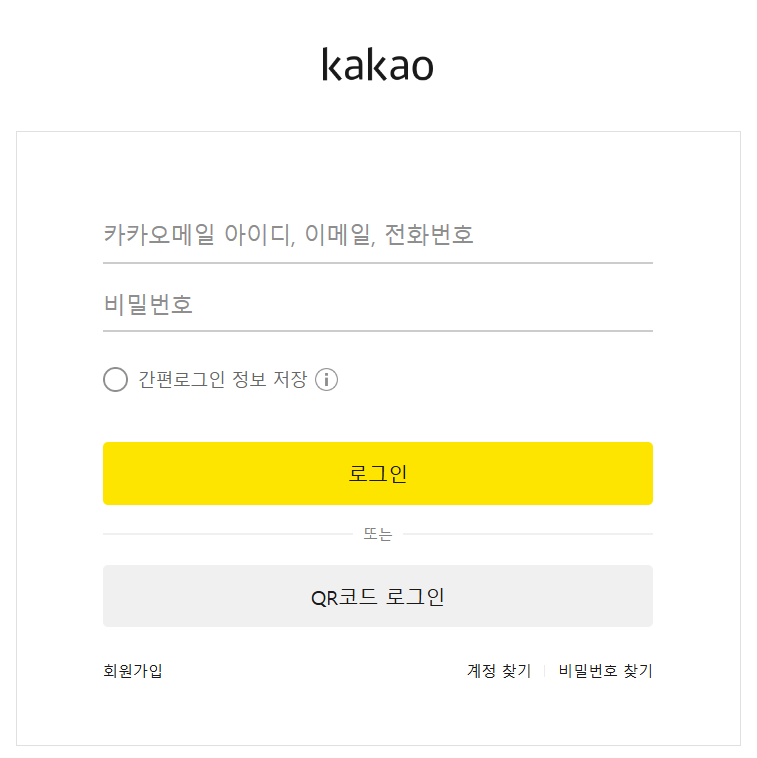 kakao
카카오메일 아이디, 이메일, 전화번호
비밀번호
간편로그인 정보 저장
로그인
또는
QR코드 로그인
회원가입 계정 찾기 비밀번호 찾기